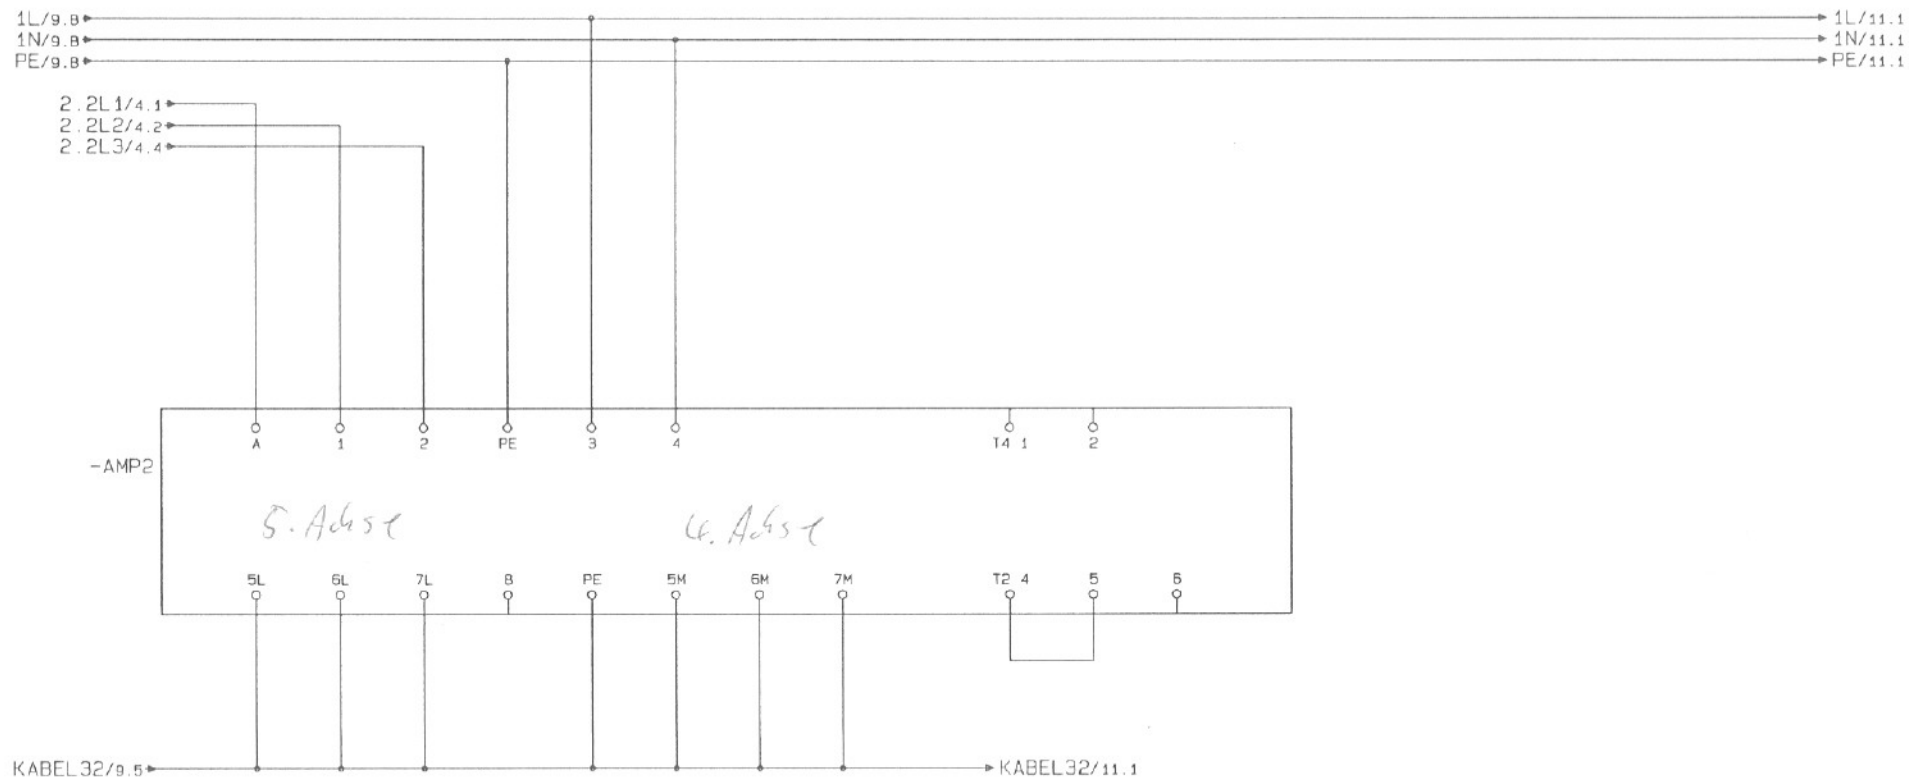 1L/9.8 1L/11.1
1N/9.8 1N/11.1
PE/9.8 PE/11.1
2.2L1/4.1
2.2L2/4.2
2.2L3/4.4
A 1 2 PE 3 4 T4 1 2
-AMP2
5. Achse 4. Achse
5L 6L 7L 8 PE 5M 6M 7M T2 4 5 6
KABEL32/9.5 KABEL32/11.1